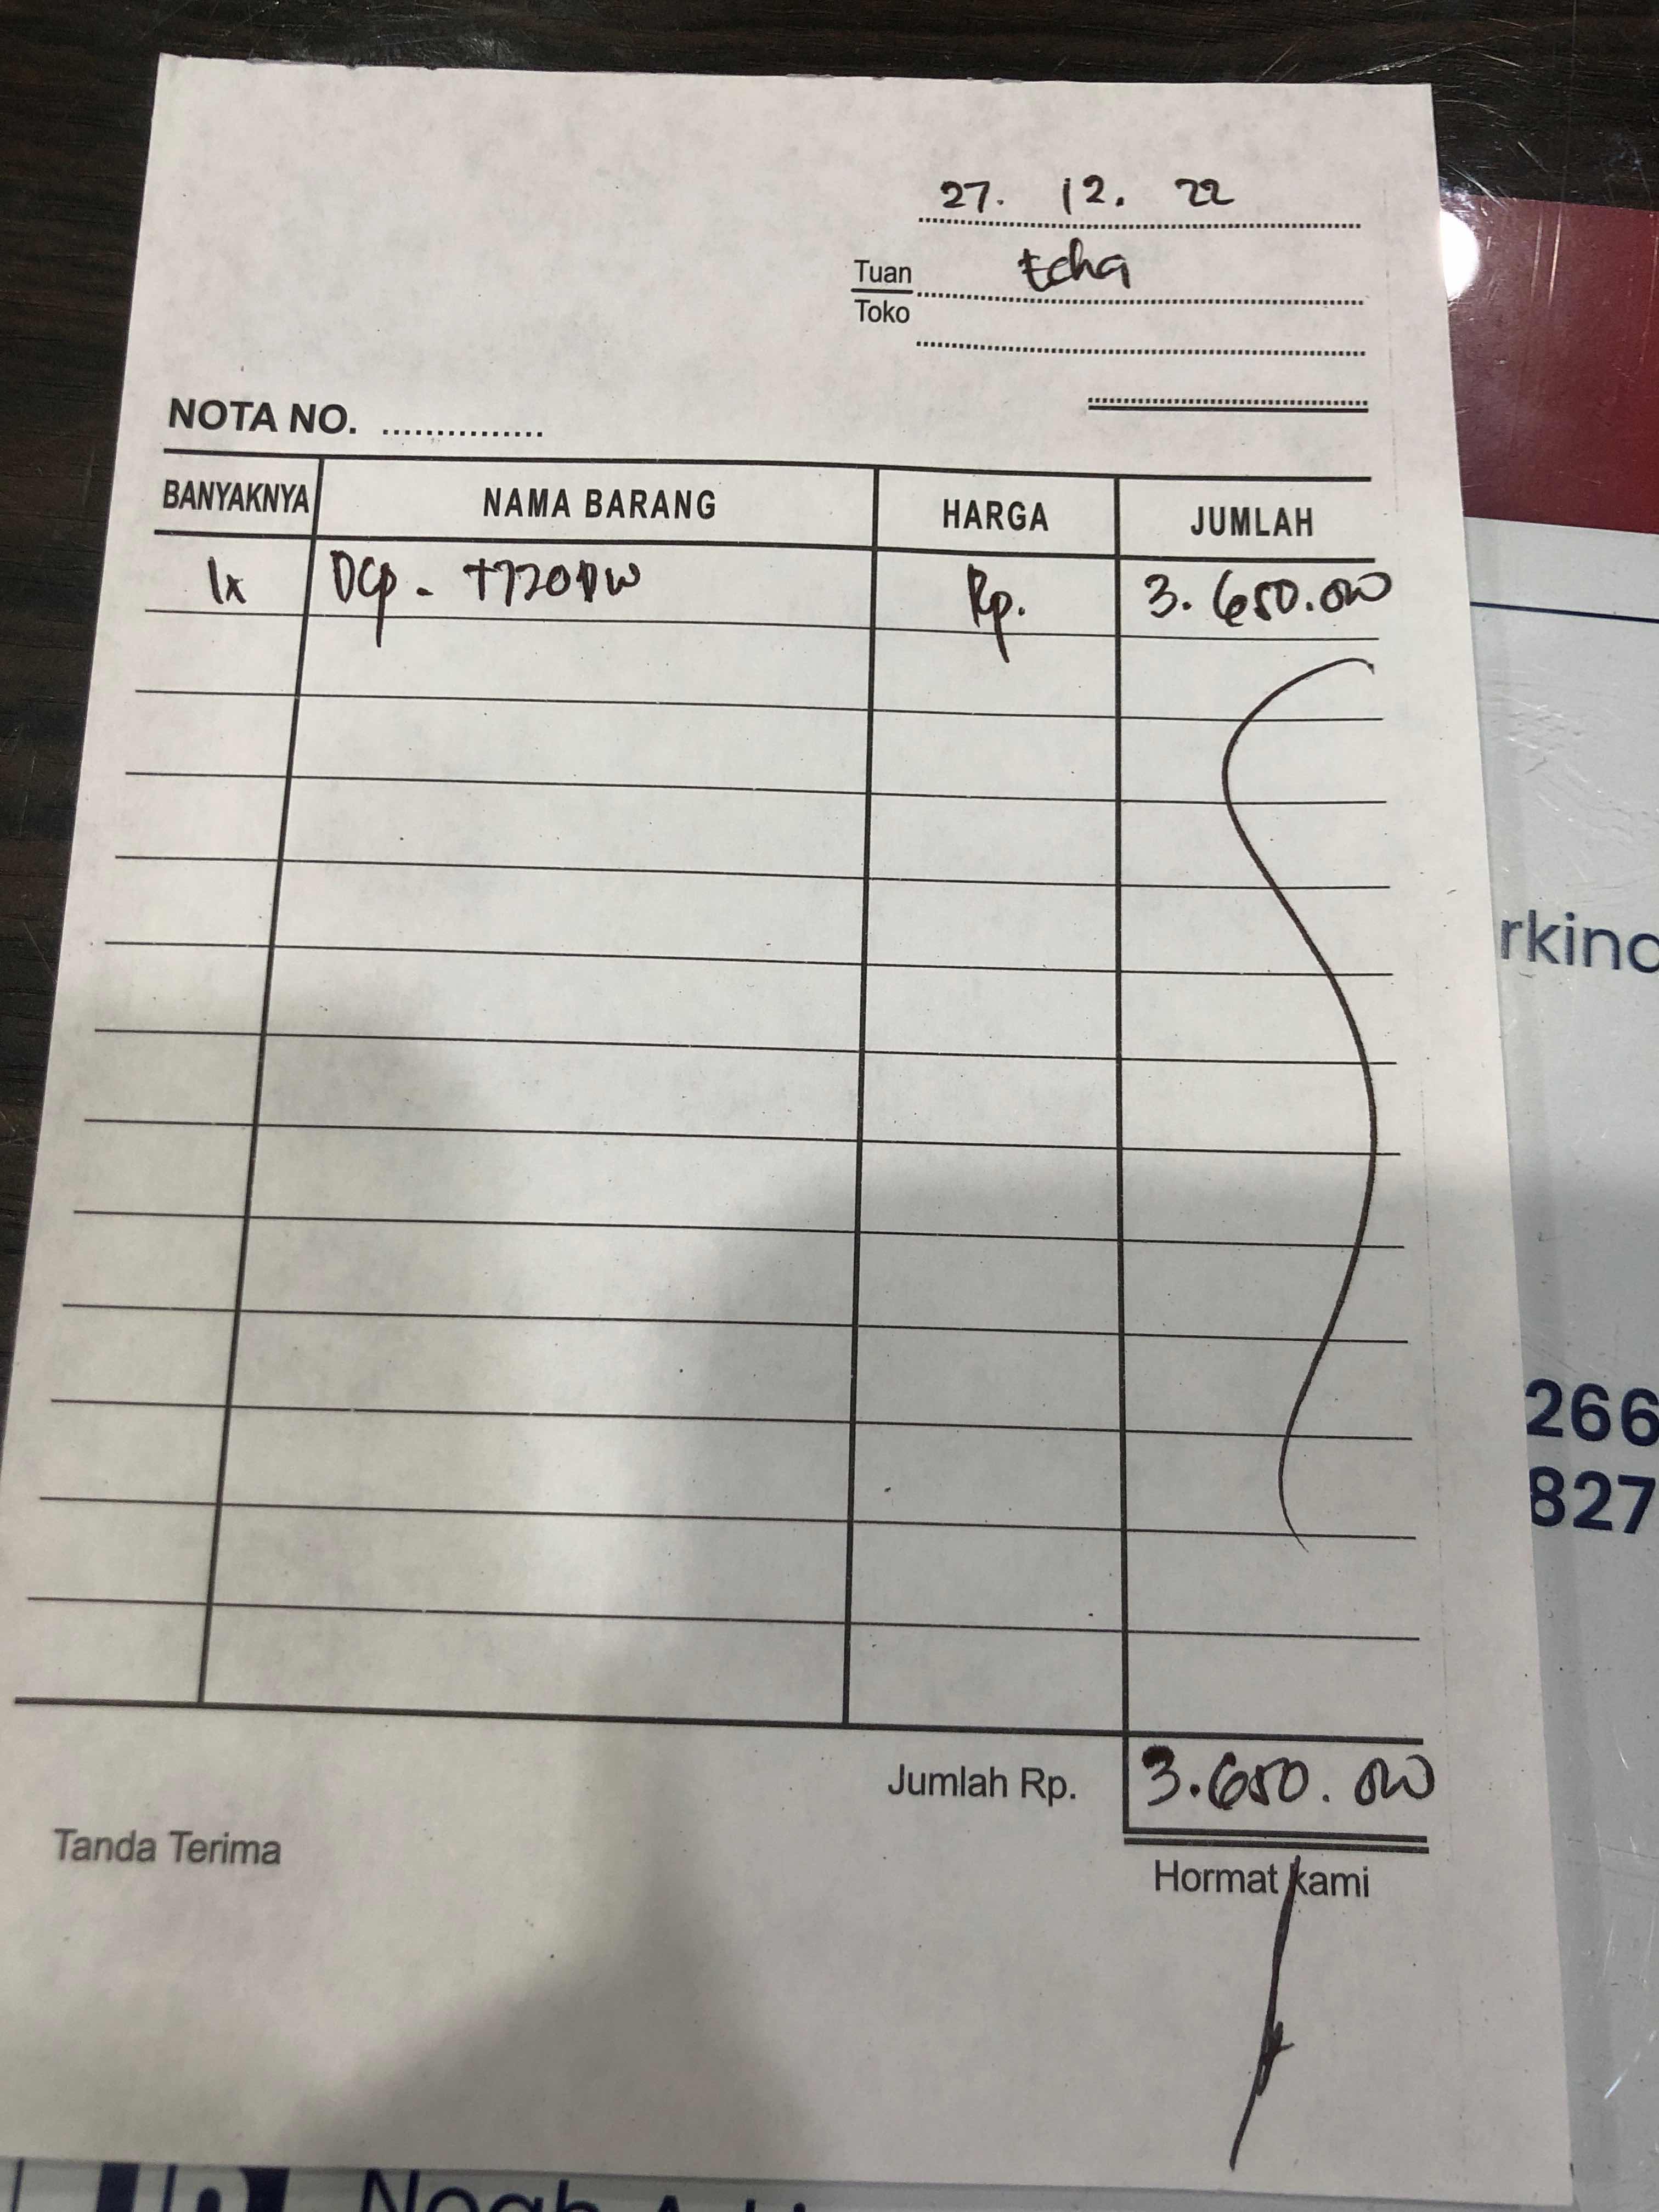 27. 12. 22
Tuan Echa
Toko
NOTA NO. ...............
BANYAKNYA NAMA BARANG HARGA JUMLAH
1x DCP - T720DW Rp. 3.650.000
Jumlah Rp. 3.650.000
Tanda Terima
Hormat kami
rkind
266
827